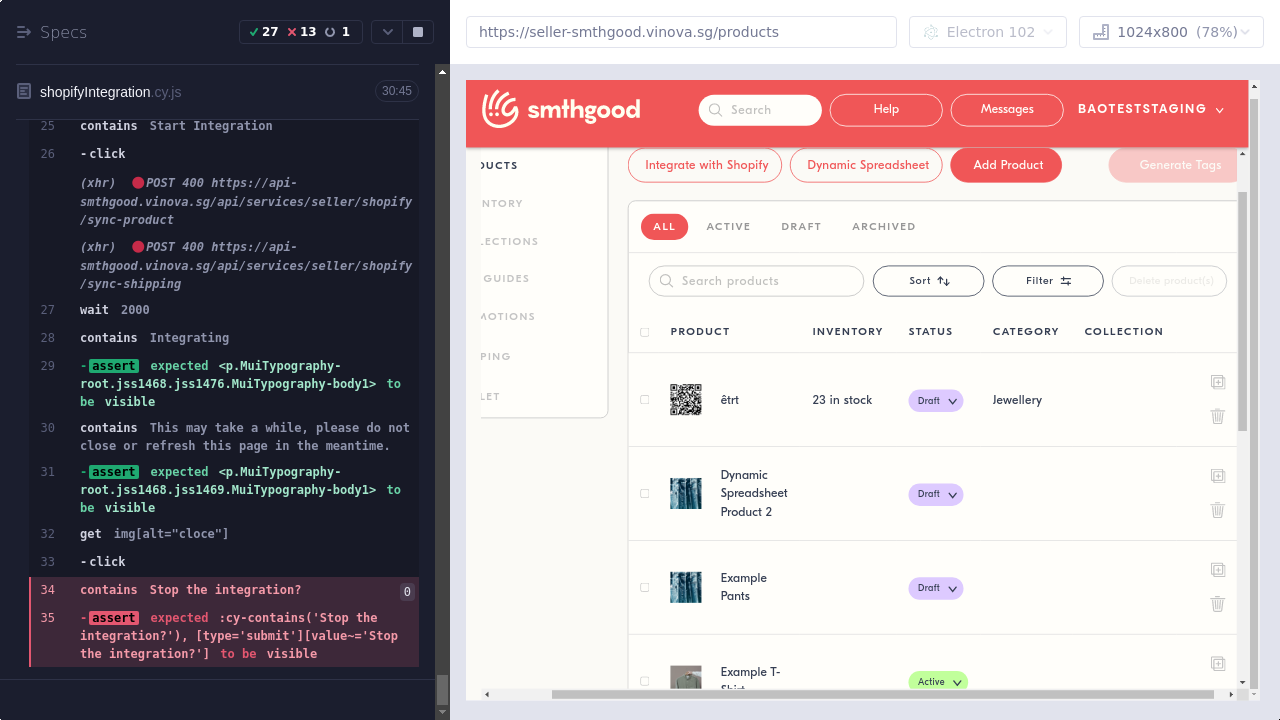 Specs
27 13 1
shopifyIntegration.cy.js 30:45
25 contains Start Integration
26 -click
(xhr) POST 400 https://api-
smthgood.vinova.sg/api/services/seller/shopify
/sync-product
(xhr) POST 400 https://api-
smthgood.vinova.sg/api/services/seller/shopify
/sync-shipping
27 wait 2000
28 contains Integrating
29 -assert expected <p.MuiTypography-
root.jss1468.jss1476.MuiTypography-body1> to
be visible
30 contains This may take a while, please do not
close or refresh this page in the meantime.
31 -assert expected <p.MuiTypography-
root.jss1468.jss1469.MuiTypography-body1> to
be visible
32 get img[alt="cloce"]
33 -click
34 contains Stop the integration? 0
35 -assert expected :cy-contains('Stop the
integration?'), [type='submit'][value~='Stop
the integration?'] to be visible
https://seller-smthgood.vinova.sg/products
Electron 102
1024x800 (78%)
smthgood
Search
Help
Messages
BAOTESTSTAGING
DUCTS
NTORY
LECTIONS
GUIDES
MOTIONS
PING
LET
Integrate with Shopify
Dynamic Spreadsheet
Add Product
Generate Tags
ALL ACTIVE DRAFT ARCHIVED
Search products
Sort
Filter
Delete product(s)
PRODUCT INVENTORY STATUS CATEGORY COLLECTION
êtrt 23 in stock Draft Jewellery
Dynamic
Spreadsheet
Product 2
Draft
Example
Pants
Draft
Example T-
Shirt
Active